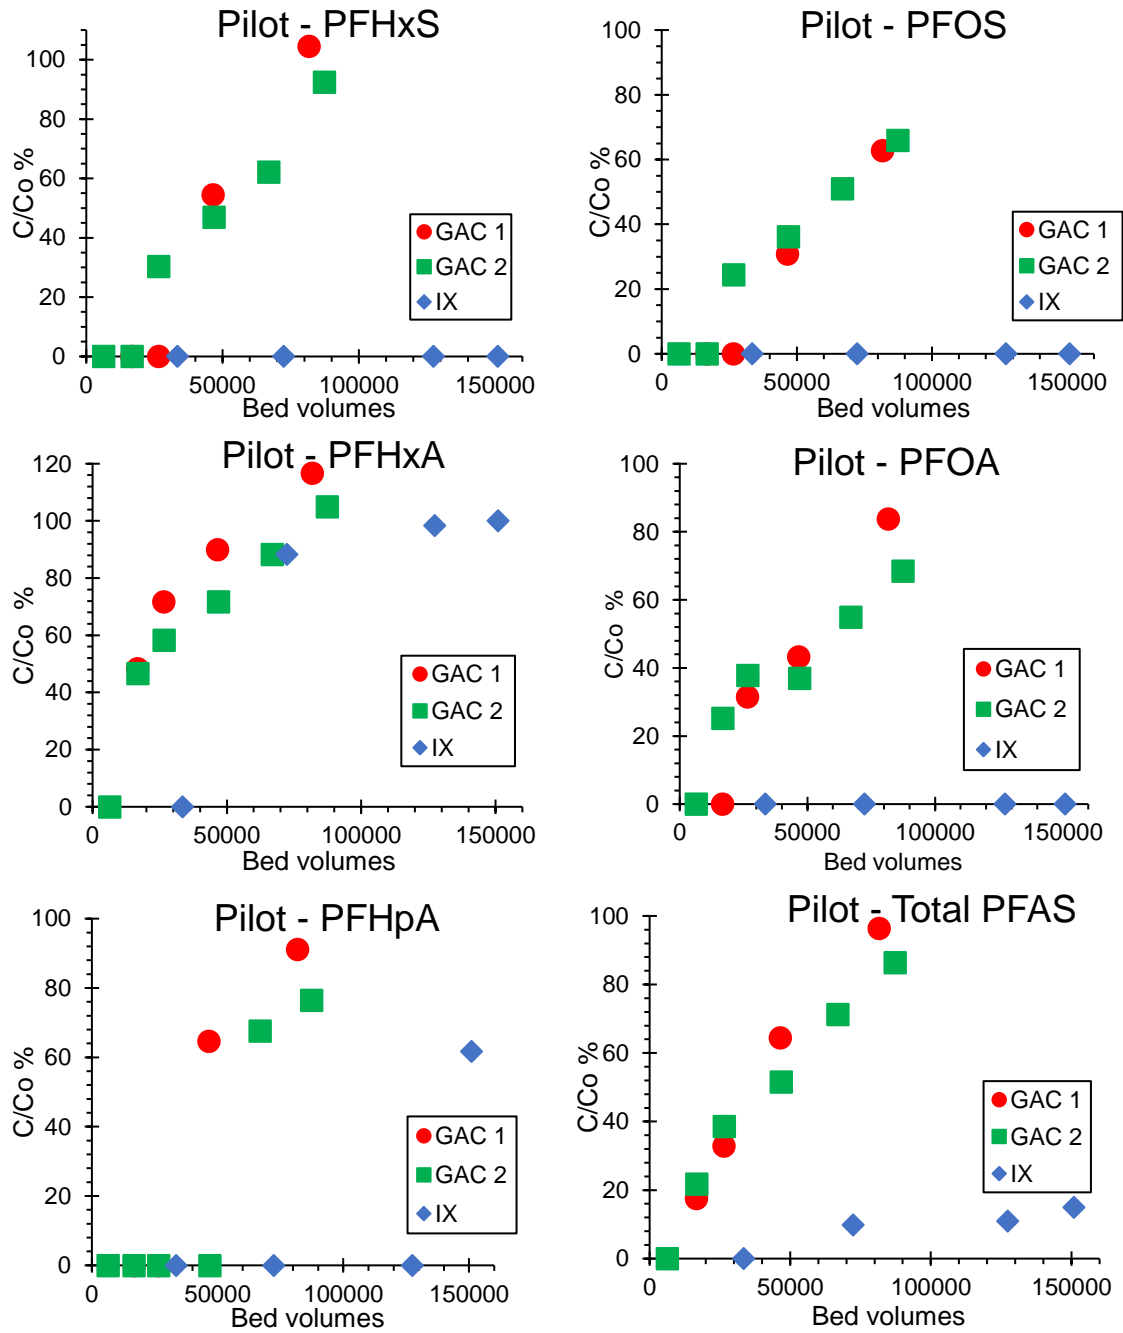 Pilot - PFHxS
100
80
60
40
20
0
C/Co %
GAC 1
GAC 2
IX
0 50000 100000 150000
Bed volumes
Pilot - PFOS
100
80
60
40
20
0
C/Co %
GAC 1
GAC 2
IX
0 50000 100000 150000
Bed volumes
Pilot - PFHxA
120
100
80
60
40
20
0
C/Co %
GAC 1
GAC 2
IX
0 50000 100000 150000
Bed volumes
Pilot - PFOA
100
80
60
40
20
0
C/Co %
GAC 1
GAC 2
IX
0 50000 100000 150000
Bed volumes
Pilot - PFHpA
100
80
60
40
20
0
C/Co %
GAC 1
GAC 2
IX
0 50000 100000 150000
Bed volumes
Pilot - Total PFAS
100
80
60
40
20
0
C/Co %
GAC 1
GAC 2
IX
0 50000 100000 150000
Bed volumes